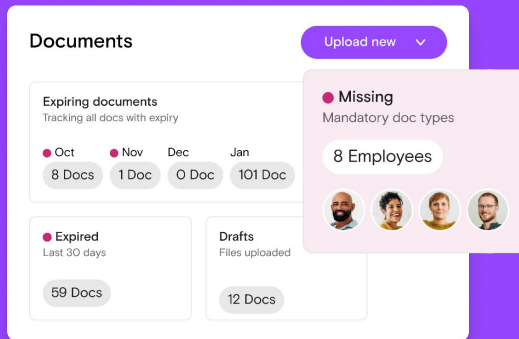 Documents
Upload new
Expiring documents
Tracking all docs with expiry
Oct
Nov
Dec
Jan
8 Docs
1 Doc
0 Doc
101 Doc
Missing
Mandatory doc types
8 Employees
Expired
Last 30 days
59 Docs
Drafts
Files uploaded
12 Docs